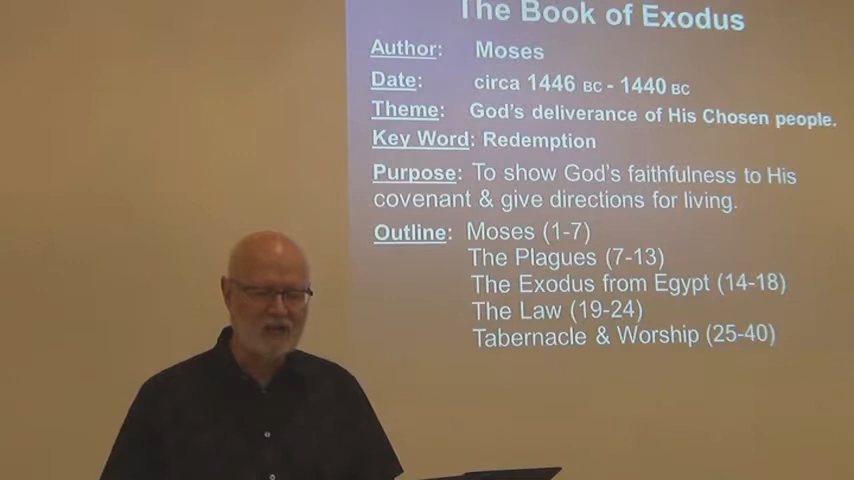 The Book of Exodus
Author: Moses
Date: circa 1446 BC - 1440 BC
Theme: God's deliverance of His Chosen people.
Key Word: Redemption
Purpose: To show God's faithfulness to His
covenant & give directions for living.
Outline: Moses (1-7)
The Plagues (7-13)
The Exodus from Egypt (14-18)
The Law (19-24)
Tabernacle & Worship (25-40)